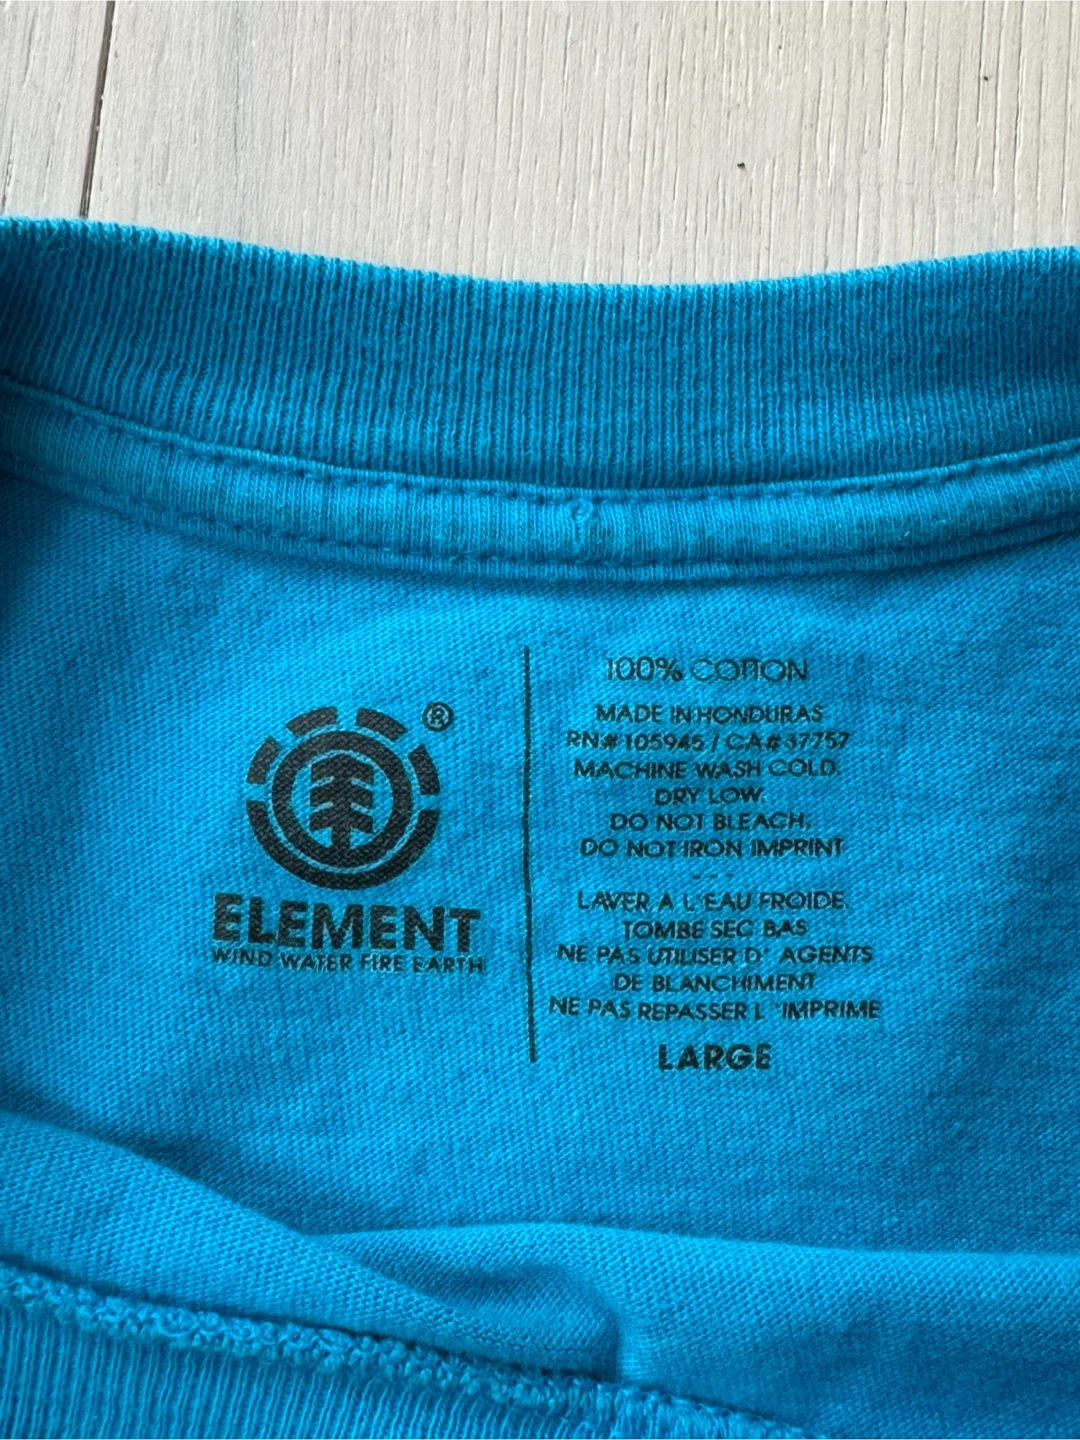 ®
ELEMENT
WIND WATER FIRE EARTH
100% COTTON
MADE IN HONDURAS
RN# 105945 / CA# 37757
MACHINE WASH COLD.
DRY LOW.
DO NOT BLEACH.
DO NOT IRON IMPRINT
- - -
LAVER A L'EAU FROIDE.
TOMBE SEC BAS
NE PAS UTILISER D' AGENTS
DE BLANCHIMENT
NE PAS REPASSER L 'IMPRIME
LARGE